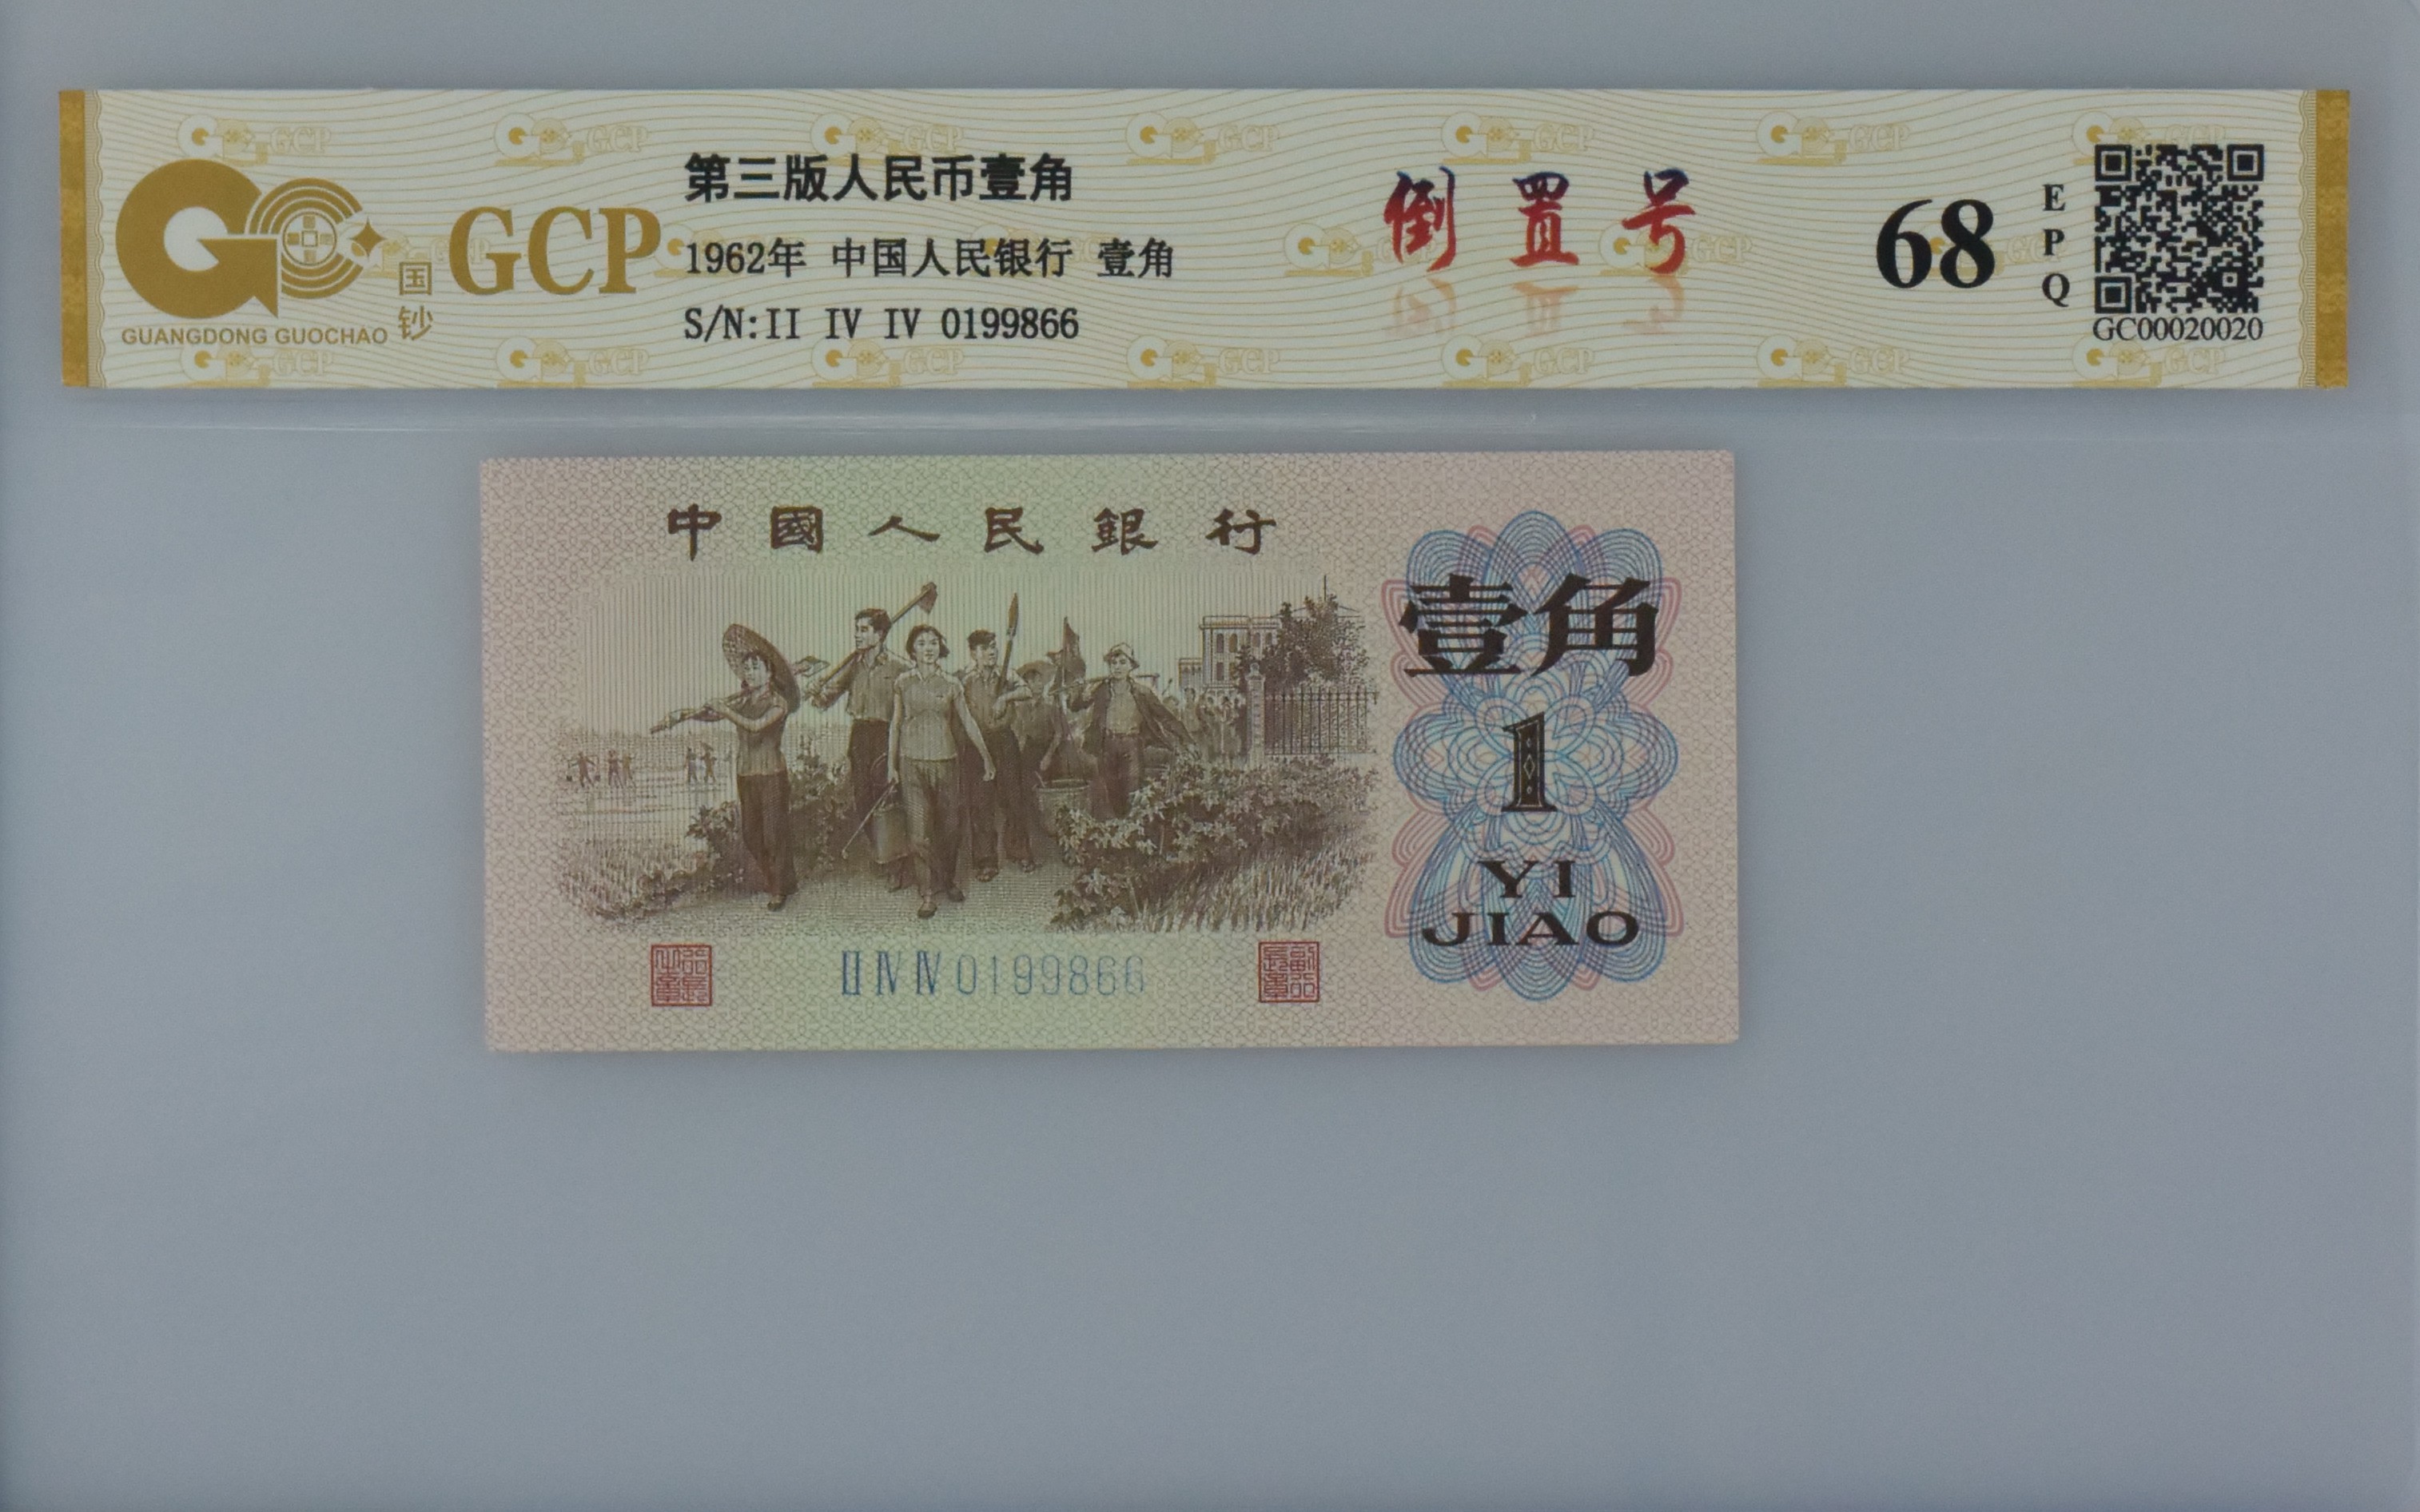 GCP
国钞
GUANGDONG GUOCHAO
第三版人民币壹角
1962年 中国人民银行 壹角
S/N:II IV IV 0199866
倒置号
68
EPQ
GC00020020
中國人民銀行
壹角
1
YI
JIAO
II IV IV 0199866